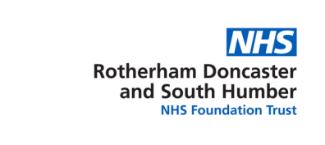 NHS
Rotherham Doncaster
and South Humber
NHS Foundation Trust